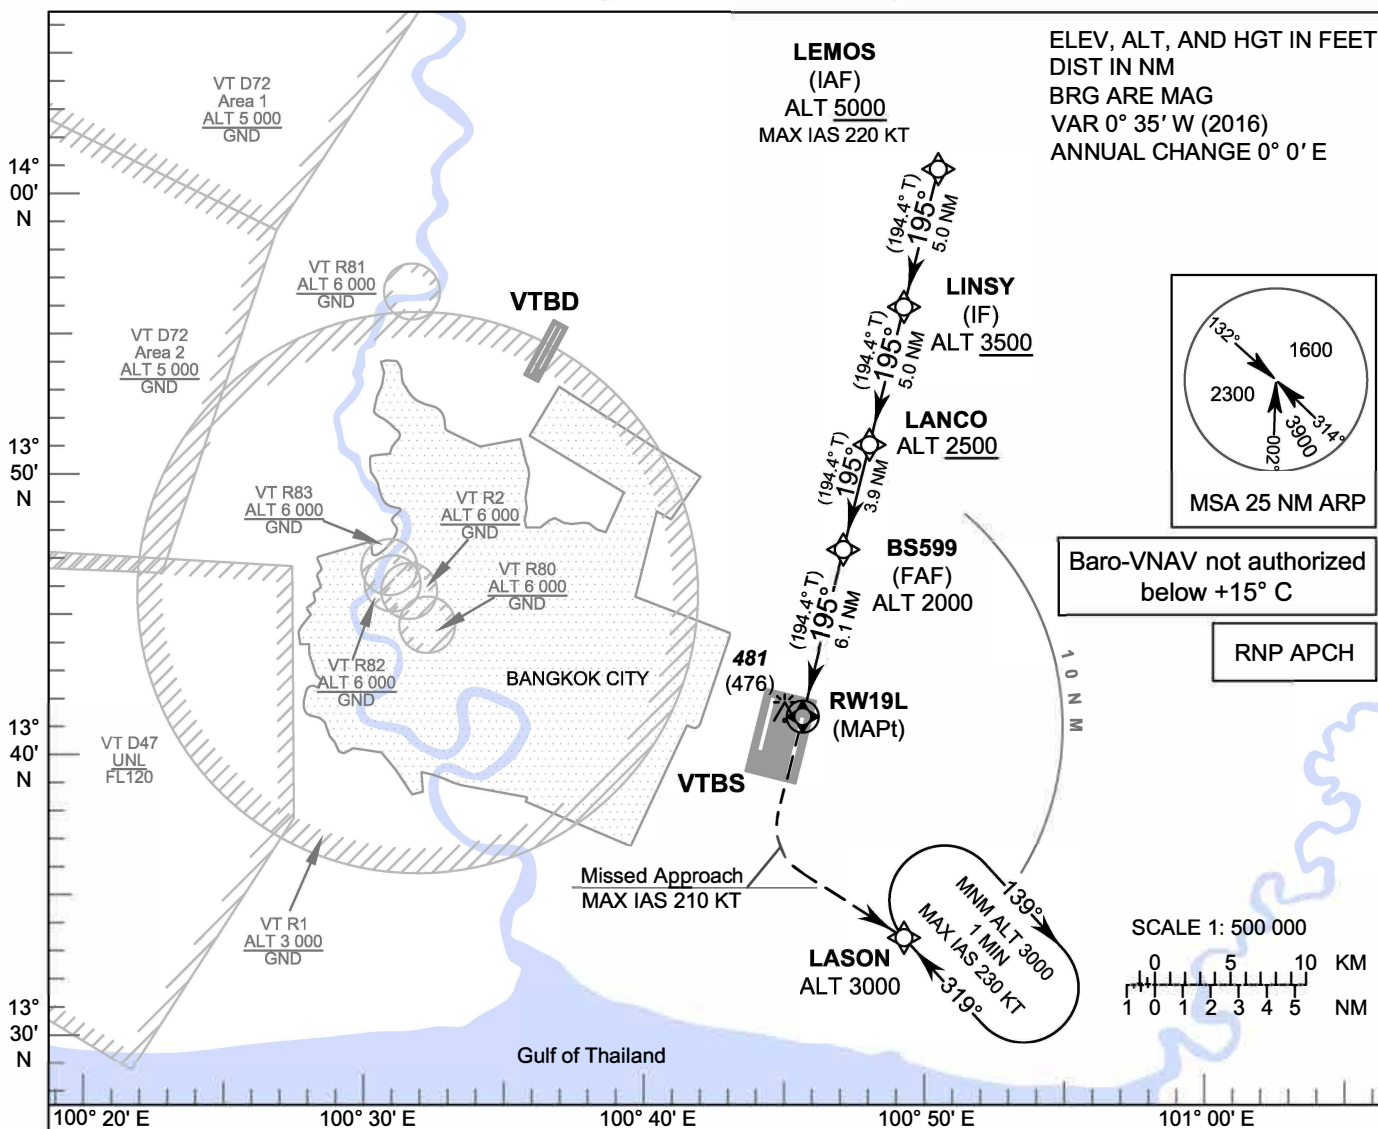 ELEV, ALT, AND HGT IN FEET
DIST IN NM
BRG ARE MAG
VAR 0° 35′ W (2016)
ANNUAL CHANGE 0° 0′ E
LEMOS
(IAF)
ALT 5000
MAX IAS 220 KT
VT D72
Area 1
ALT 5 000
GND
14°
00′
N
(194.4° T)
195°
5.0 NM
VT R81
ALT 6 000
GND
VTBD
LINSY
(IF)
ALT 3500
VT D72
Area 2
ALT 5 000
GND
(194.4° T)
195°
5.0 NM
132°
1600
2300
3900
314°
002°
MSA 25 NM ARP
LANCO
ALT 2500
13°
50′
N
(194.4° T)
195°
3.9 NM
VT R83
ALT 6 000
GND
VT R2
ALT 6 000
GND
BS599
(FAF)
ALT 2000
Baro-VNAV not authorized
below +15° C
VT R80
ALT 6 000
GND
(194.4° T)
195°
6.1 NM
RNP APCH
10 NM
VT R82
ALT 6 000
GND
BANGKOK CITY
481
(476)
RW19L
(MAPt)
13°
40′
N
VT D47
UNL
FL120
VTBS
Missed Approach
MAX IAS 210 KT
VT R1
ALT 3 000
GND
139°
MNM ALT 3000
1 MIN
MAX IAS 230 KT
319°
LASON
ALT 3000
SCALE 1: 500 000
0 5 10 KM
1 0 1 2 3 4 5 NM
13°
30′
N
Gulf of Thailand
100° 20′ E 100° 30′ E 100° 40′ E 100° 50′ E 101° 00′ E